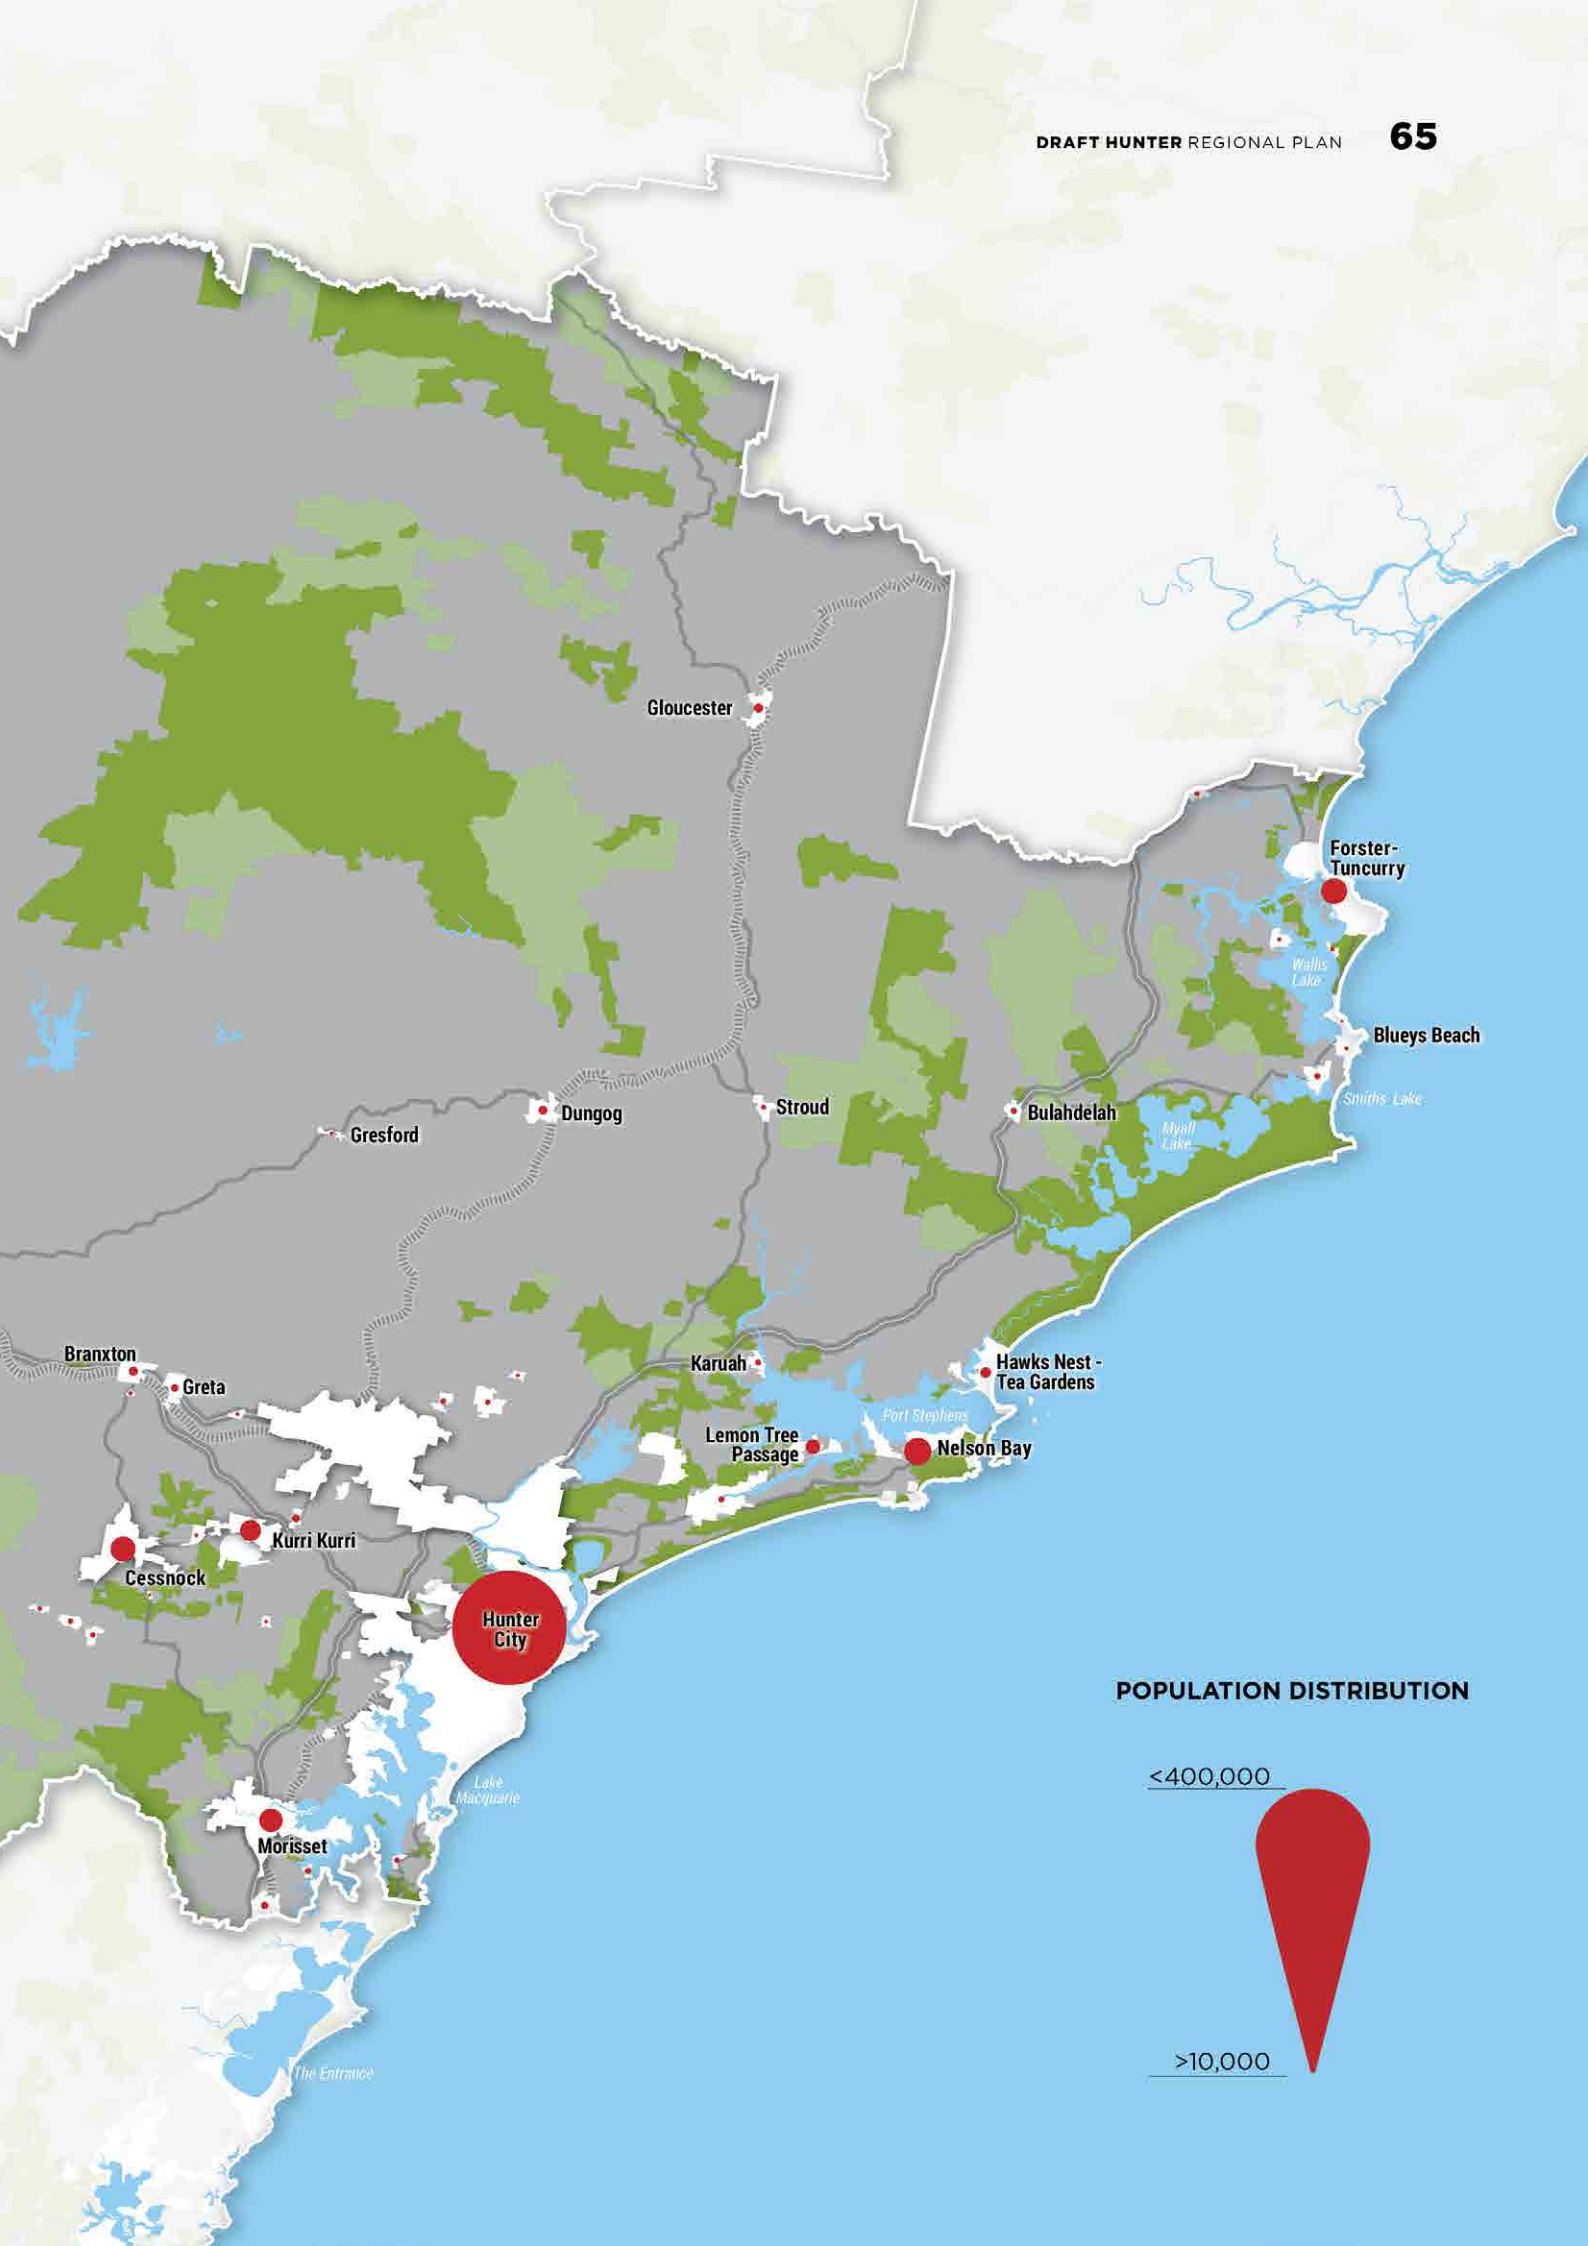 DRAFT HUNTER REGIONAL PLAN 65
Gloucester
Forster-
Tuncurry
Wallis
Lake
Blueys Beach
Smiths Lake
Stroud
Bulahdelah
Dungog
Gresford
Myall
Lake
Branxton
Greta
Karuah
Hawks Nest -
Tea Gardens
Port Stephens
Lemon Tree
Passage
Nelson Bay
Kurri Kurri
Cessnock
Hunter
City
POPULATION DISTRIBUTION
<400,000
>10,000
Lake
Macquarie
Morisset
The Entrance